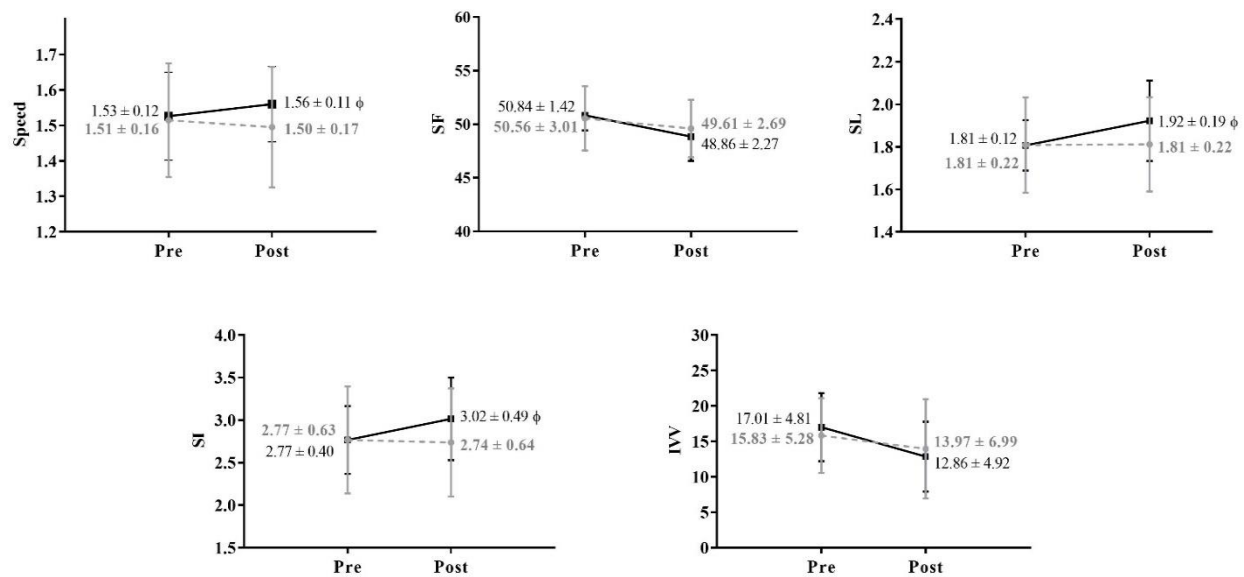 Speed
1.7
1.6
1.5
1.4
1.3
1.2
1.53 ± 0.12
1.51 ± 0.16
1.56 ± 0.11 ϕ
1.50 ± 0.17
Pre Post
SF
60
55
50
45
40
50.84 ± 1.42
50.56 ± 3.01
49.61 ± 2.69
48.86 ± 2.27
Pre Post
SL
2.4
2.2
2.0
1.8
1.6
1.4
1.81 ± 0.12
1.81 ± 0.22
1.92 ± 0.19 ϕ
1.81 ± 0.22
Pre Post
SI
4.0
3.5
3.0
2.5
2.0
1.5
2.77 ± 0.63
2.77 ± 0.40
3.02 ± 0.49 ϕ
2.74 ± 0.64
Pre Post
IVV
30
25
20
15
10
5
0
17.01 ± 4.81
15.83 ± 5.28
13.97 ± 6.99
12.86 ± 4.92
Pre Post